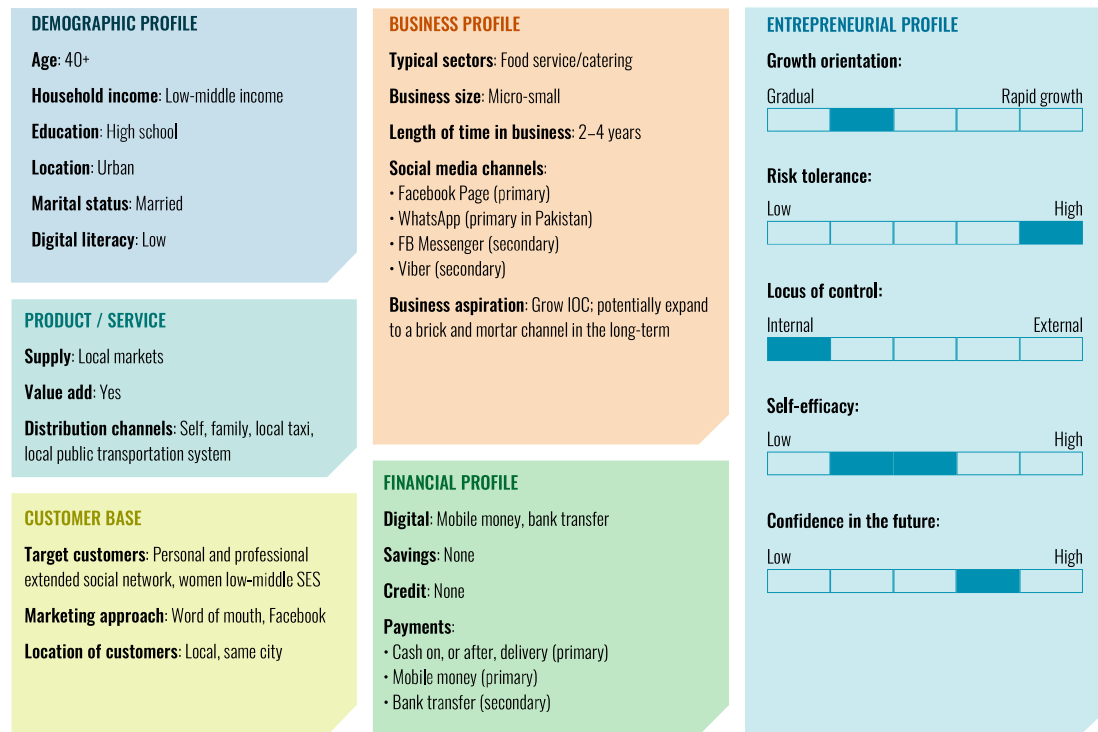 DEMOGRAPHIC PROFILE
Age: 40+
Household income: Low-middle income
Education: High school
Location: Urban
Marital status: Married
Digital literacy: Low
PRODUCT / SERVICE
Supply: Local markets
Value add: Yes
Distribution channels: Self, family, local taxi,
local public transportation system
CUSTOMER BASE
Target customers: Personal and professional
extended social network, women low-middle SES
Marketing approach: Word of mouth, Facebook
Location of customers: Local, same city
BUSINESS PROFILE
Typical sectors: Food service/catering
Business size: Micro-small
Length of time in business: 2–4 years
Social media channels:
• Facebook Page (primary)
• WhatsApp (primary in Pakistan)
• FB Messenger (secondary)
• Viber (secondary)
Business aspiration: Grow IOC; potentially expand
to a brick and mortar channel in the long-term
FINANCIAL PROFILE
Digital: Mobile money, bank transfer
Savings: None
Credit: None
Payments:
• Cash on, or after, delivery (primary)
• Mobile money (primary)
• Bank transfer (secondary)
ENTREPRENEURIAL PROFILE
Growth orientation:
Gradual Rapid growth
Risk tolerance:
Low High
Locus of control:
Internal External
Self-efficacy:
Low High
Confidence in the future:
Low High